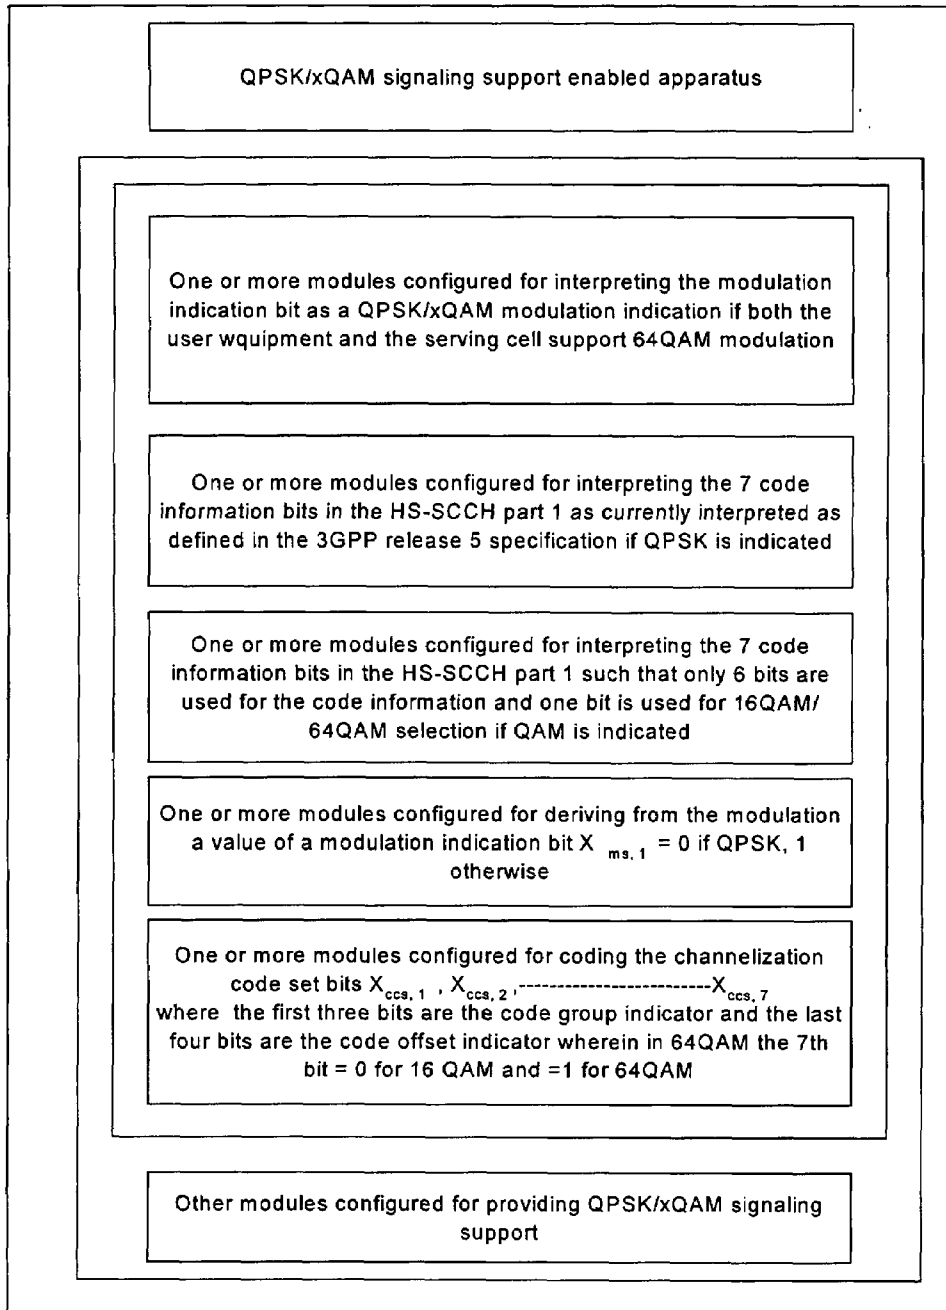 QPSK/xQAM signaling support enabled apparatus
One or more modules configured for interpreting the modulation
indication bit as a QPSK/xQAM modulation indication if both the
user wquipment and the serving cell support 64QAM modulation
One or more modules configured for interpreting the 7 code
information bits in the HS-SCCH part 1 as currently interpreted as
defined in the 3GPP release 5 specification if QPSK is indicated
One or more modules configured for interpreting the 7 code
information bits in the HS-SCCH part 1 such that only 6 bits are
used for the code information and one bit is used for 16QAM/
64QAM selection if QAM is indicated
One or more modules configured for deriving from the modulation
a value of a modulation indication bit X ms, 1 = 0 if QPSK, 1
otherwise
One or more modules configured for coding the channelization
code set bits Xccs, 1 , Xccs, 2 ,-------------------------Xccs, 7
where the first three bits are the code group indicator and the last
four bits are the code offset indicator wherein in 64QAM the 7th
bit = 0 for 16 QAM and =1 for 64QAM
Other modules configured for providing QPSK/xQAM signaling
support